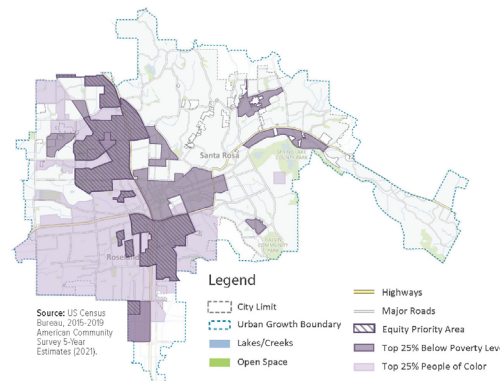 Santa Rosa
Roseland
Legend
City Limit
Urban Growth Boundary
Lakes/Creeks
Open Space
Highways
Major Roads
Equity Priority Area
Top 25% Below Poverty Leve
Top 25% People of Color
Source: US Census
Bureau, 2015-2019
American Community
Survey 5-Year
Estimates (2021).